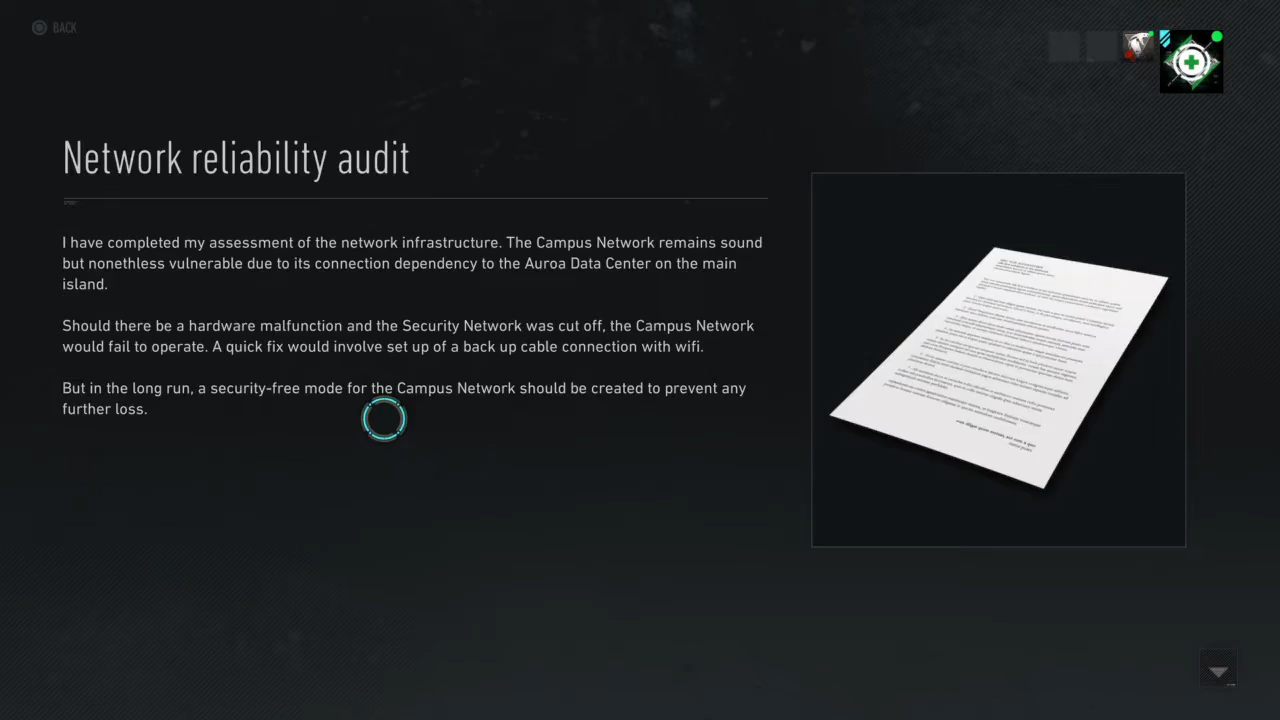 BACK
Network reliability audit
I have completed my assessment of the network infrastructure. The Campus Network remains sound
but nonethless vulnerable due to its connection dependency to the Auroa Data Center on the main
island.
Should there be a hardware malfunction and the Security Network was cut off, the Campus Network
would fail to operate. A quick fix would involve set up of a back up cable connection with wifi.
But in the long run, a security-free mode for the Campus Network should be created to prevent any
further loss.